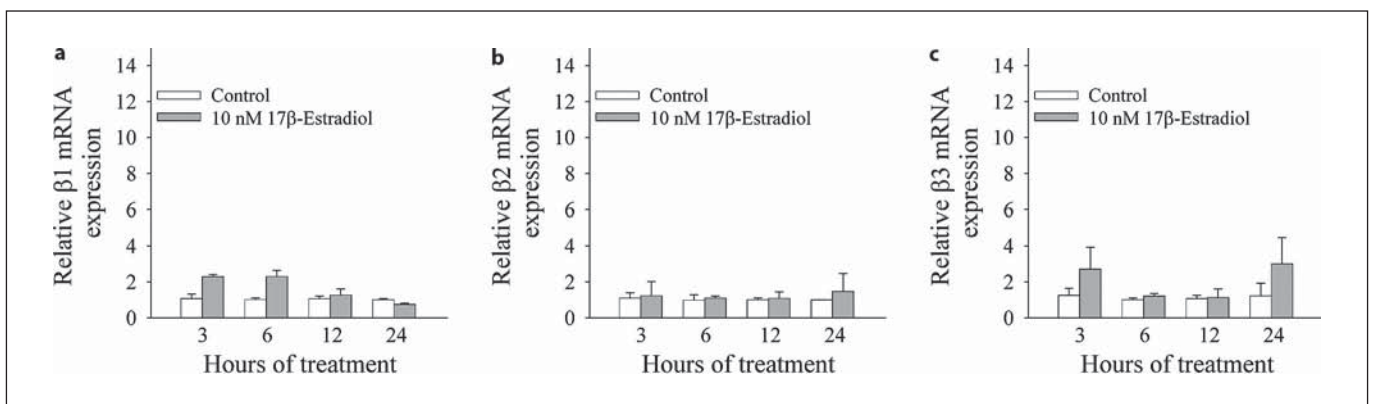 a
Relative β1 mRNA
expression
14
12
10
8
6
4
2
0
Control
10 nM 17β-Estradiol
3 6 12 24
Hours of treatment
b
Relative β2 mRNA
expression
14
12
10
8
6
4
2
0
Control
10 nM 17β-Estradiol
3 6 12 24
Hours of treatment
c
Relative β3 mRNA
expression
14
12
10
8
6
4
2
0
Control
10 nM 17β-Estradiol
3 6 12 24
Hours of treatment